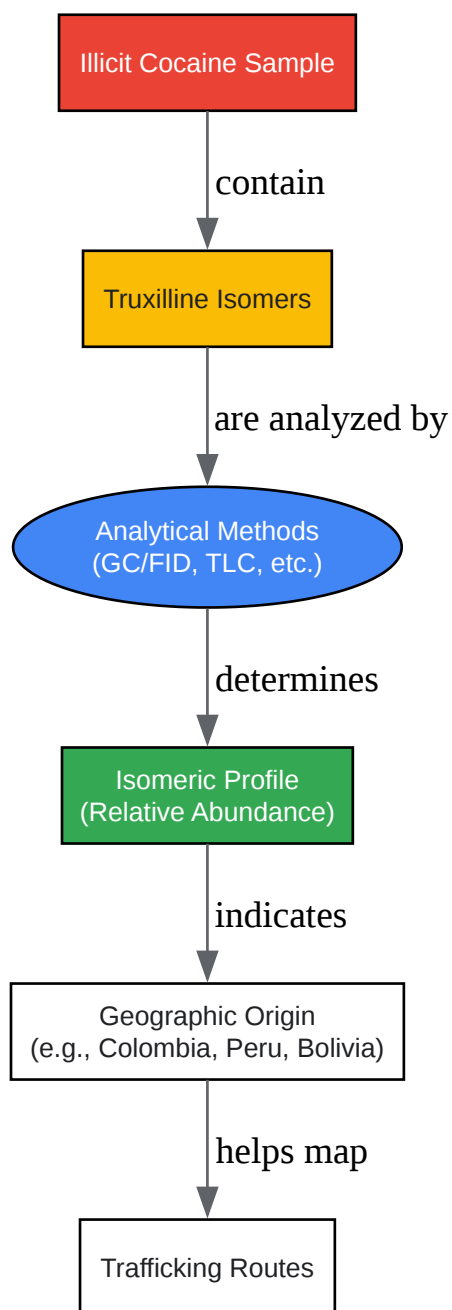 Illicit Cocaine Sample
contain
Truxilline Isomers
are analyzed by
Analytical Methods
(GC/FID, TLC, etc.)
determines
Isomeric Profile
(Relative Abundance)
indicates
Geographic Origin
(e.g., Colombia, Peru, Bolivia)
helps map
Trafficking Routes